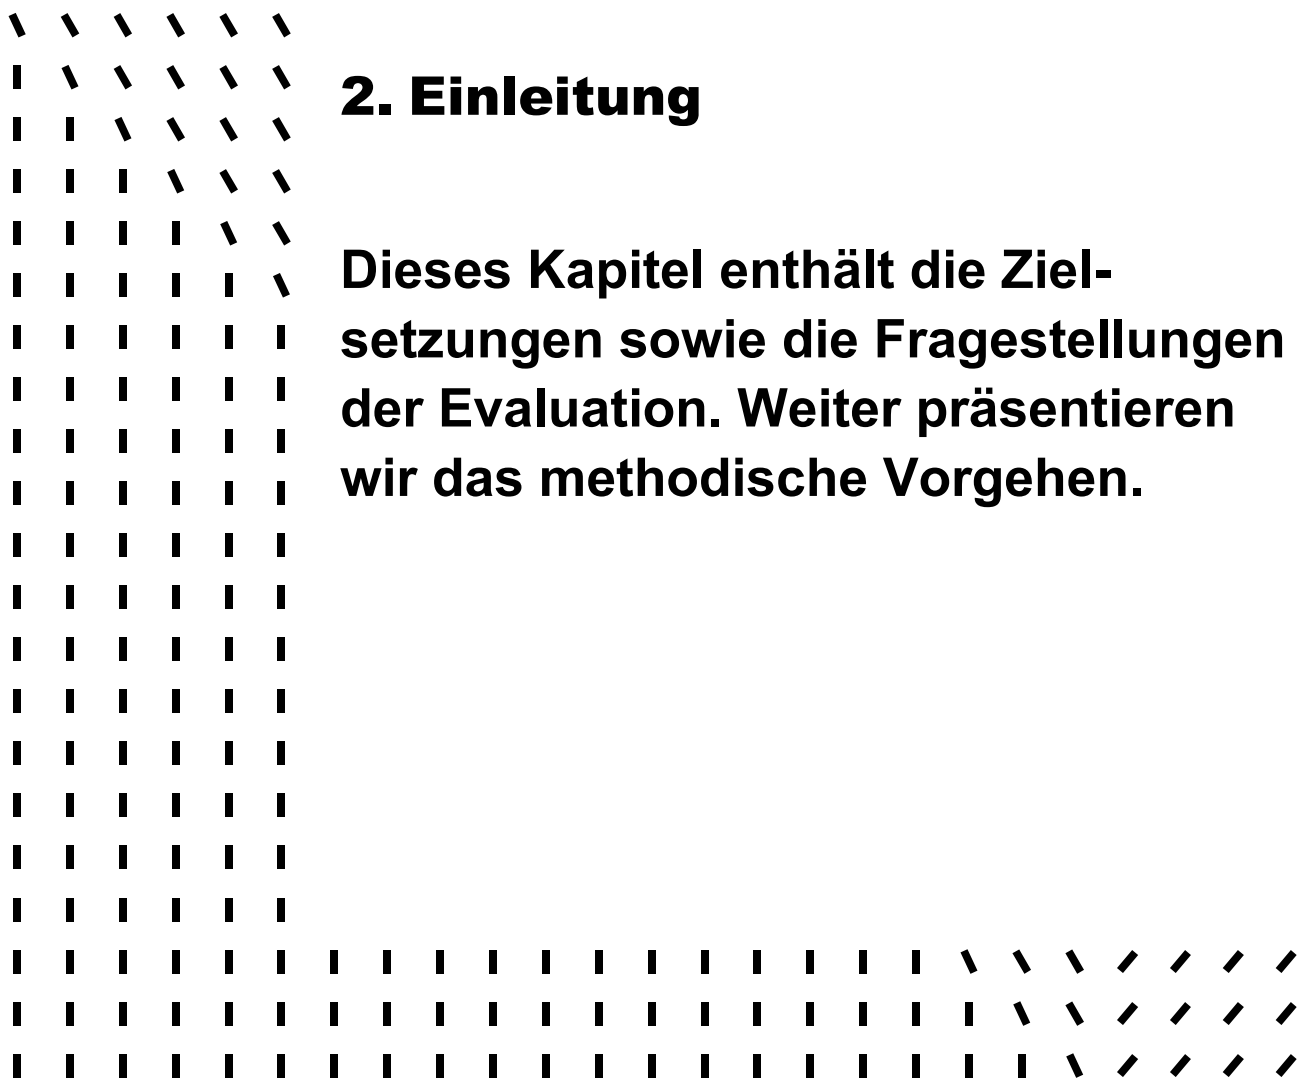 2. Einleitung
Dieses Kapitel enthält die Ziel-
setzungen sowie die Fragestellungen
der Evaluation. Weiter präsentieren
wir das methodische Vorgehen.